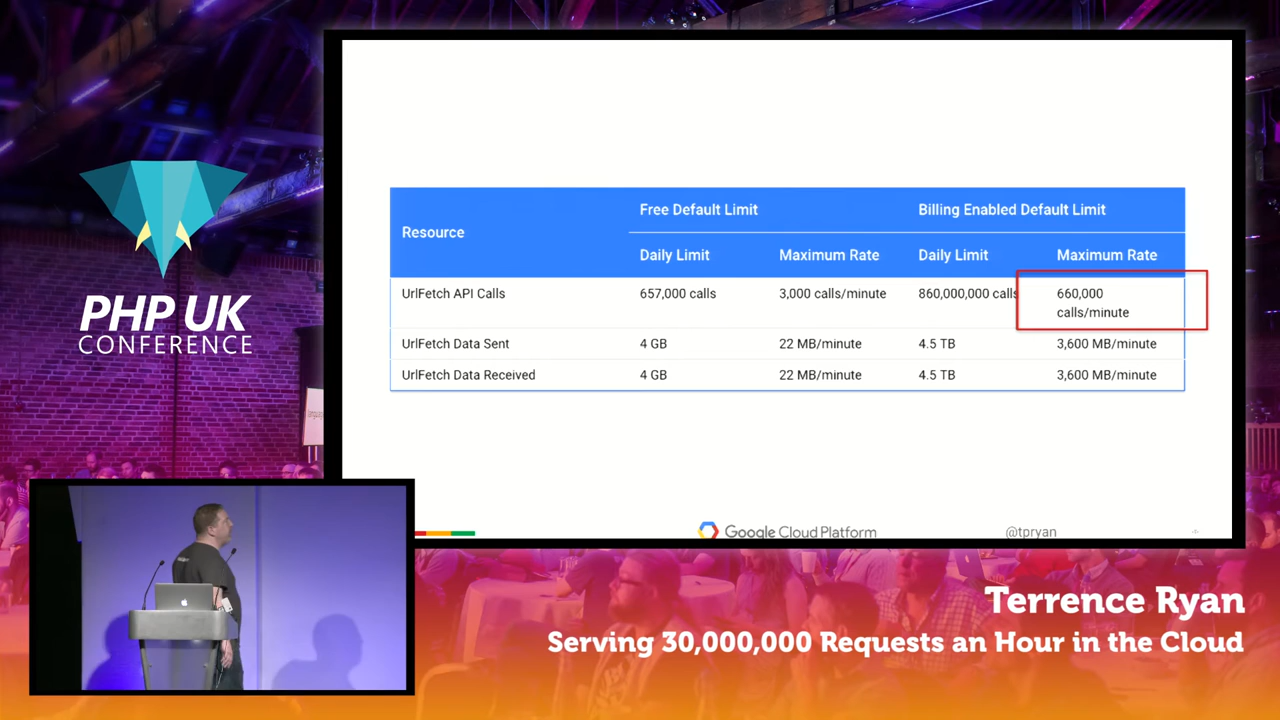 PHP UK
CONFERENCE
Resource
Free Default Limit
Billing Enabled Default Limit
Daily Limit
Maximum Rate
Daily Limit
Maximum Rate
UrlFetch API Calls
657,000 calls
3,000 calls/minute
860,000,000 calls
660,000
calls/minute
UrlFetch Data Sent
4 GB
22 MB/minute
4.5 TB
3,600 MB/minute
UrlFetch Data Received
4 GB
22 MB/minute
4.5 TB
3,600 MB/minute
Google Cloud Platform
@tpryan
Terrence Ryan
Serving 30,000,000 Requests an Hour in the Cloud